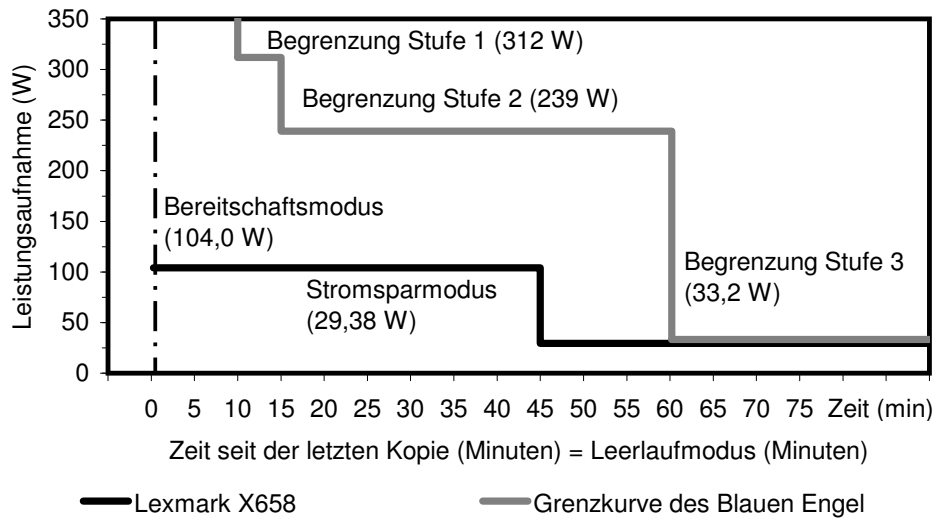 350
300
250
200
150
100
50
0
Leistungsaufnahme (W)
Begrenzung Stufe 1 (312 W)
Begrenzung Stufe 2 (239 W)
Bereitschaftsmodus
(104,0 W)
Stromsparmodus
(29,38 W)
Begrenzung Stufe 3
(33,2 W)
0 10 10 15 20 25 30 35 40 45 50 55 60 65 70 75 Zeit (min)
Zeit seit der letzten Kopie (Minuten) = Leerlaufmodus (Minuten)
Lexmark X658
Grenzkurve des Blauen Engel